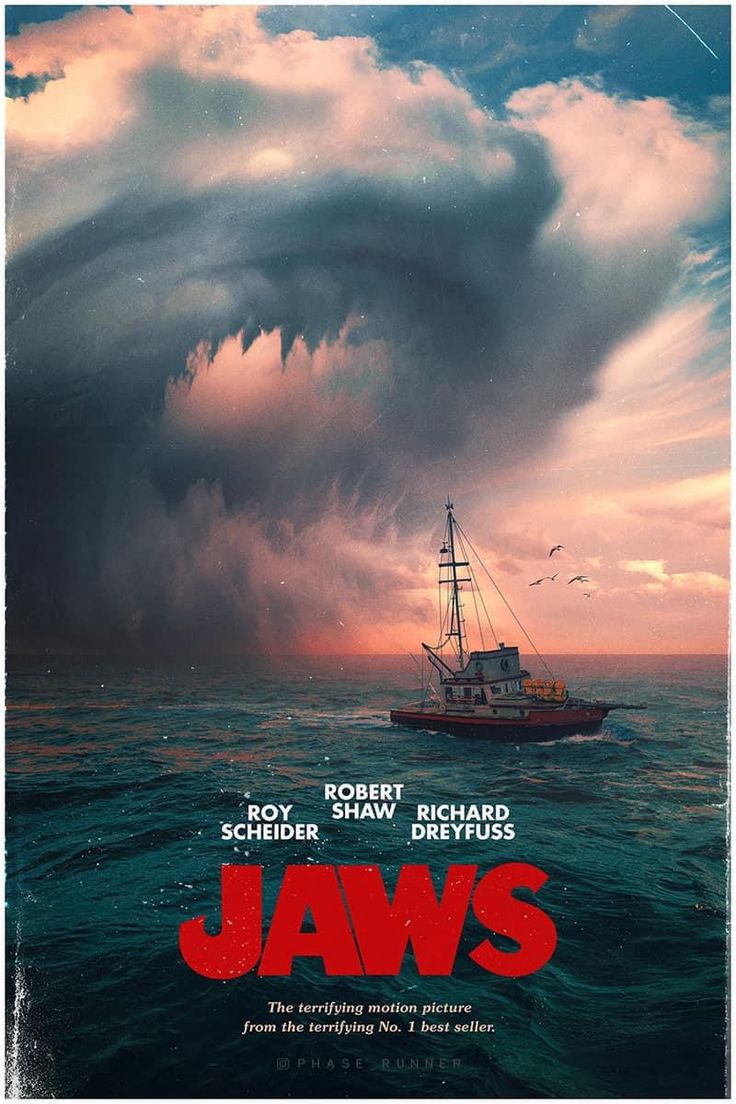 ROBERT
SHAW
ROY
SCHEIDER
RICHARD
DREYFUSS
JAWS
The terrifying motion picture
from the terrifying No. 1 best seller.
PHASE_RUNNER